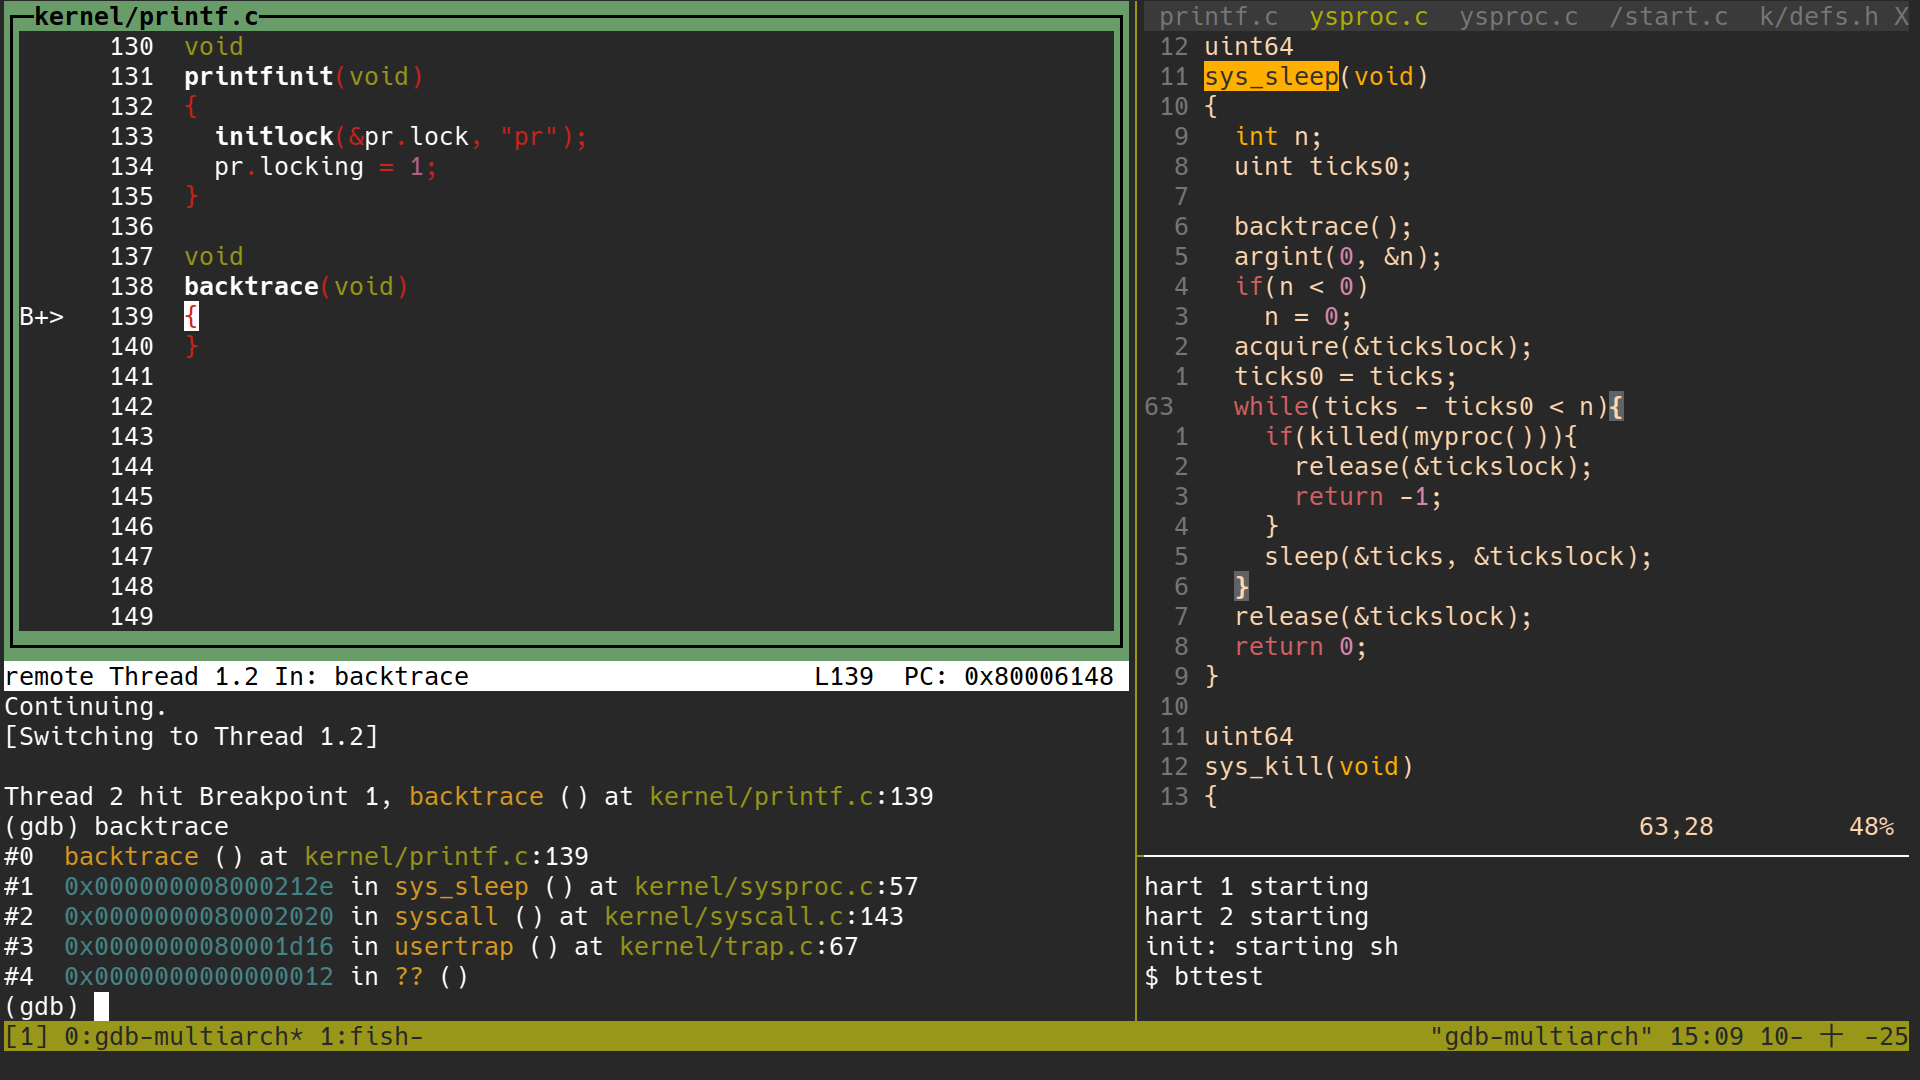 kernel/printf.c
130 void
131 printfinit(void)
132 {
133 initlock(&pr.lock, "pr");
134 pr.locking = 1;
135 }
136
137 void
138 backtrace(void)
B+> 139 {
140 }
141
142
143
144
145
146
147
148
149
remote Thread 1.2 In: backtrace L139 PC: 0x80006148
Continuing.
[Switching to Thread 1.2]
Thread 2 hit Breakpoint 1, backtrace () at kernel/printf.c:139
(gdb) backtrace
#0 backtrace () at kernel/printf.c:139
#1 0x000000008000212e in sys_sleep () at kernel/sysproc.c:57
#2 0x0000000080002020 in syscall () at kernel/syscall.c:143
#3 0x0000000080001d16 in usertrap () at kernel/trap.c:67
#4 0x0000000000000012 in ?? ()
(gdb)
printf.c ysproc.c ysproc.c /start.c k/defs.h X
12 uint64
11 sys_sleep(void)
10 {
9 int n;
8 uint ticks0;
7
6 backtrace();
5 argint(0, &n);
4 if(n < 0)
3 n = 0;
2 acquire(&tickslock);
1 ticks0 = ticks;
63 while(ticks - ticks0 < n){
1 if(killed(myproc())){
2 release(&tickslock);
3 return -1;
4 }
5 sleep(&ticks, &tickslock);
6 }
7 release(&tickslock);
8 return 0;
9 }
10
11 uint64
12 sys_kill(void)
13 {
63,28 48%
hart 1 starting
hart 2 starting
init: starting sh
$ bttest
[1] 0:gdb-multiarch* 1:fish- "gdb-multiarch" 15:09 10- 十 -25